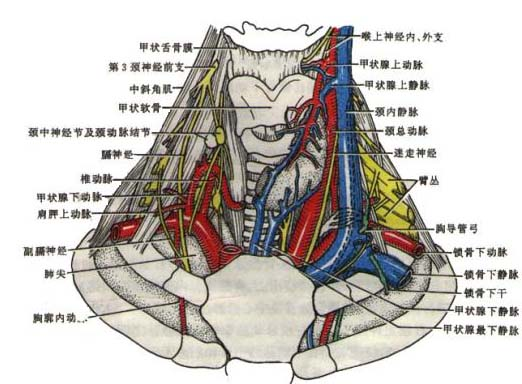 甲状舌骨膜
第3颈神经前支
中斜角肌
甲状软骨
颈中神经节及颈动脉结节
膈神经
椎动脉
甲状腺下动脉
肩胛上动脉
副膈神经
肺尖
胸廓内动
喉上神经内、外支
甲状腺上动脉
甲状腺上静脉
颈内静脉
颈总动脉
迷走神经
臂丛
胸导管弓
锁骨下动脉
锁骨下静脉
锁骨下干
甲状腺下静脉
甲状腺最下静脉